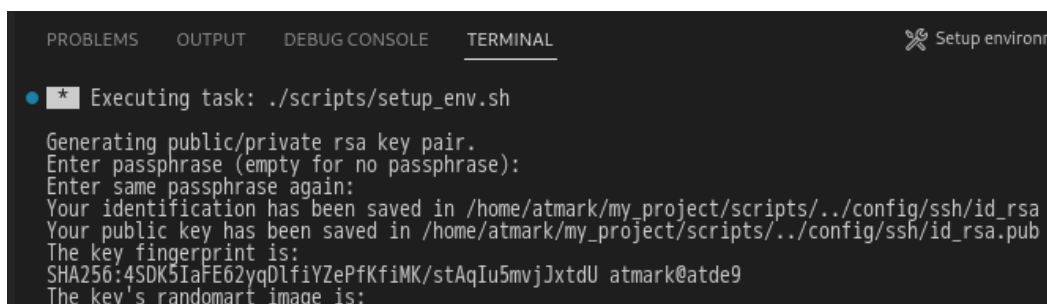 PROBLEMS OUTPUT DEBUG CONSOLE TERMINAL Setup environm
* Executing task: ./scripts/setup_env.sh
Generating public/private rsa key pair.
Enter passphrase (empty for no passphrase):
Enter same passphrase again:
Your identification has been saved in /home/atmark/my_project/scripts/../config/ssh/id_rsa
Your public key has been saved in /home/atmark/my_project/scripts/../config/ssh/id_rsa.pub
The key fingerprint is:
SHA256:4SDK5IaFE62yqDlfiYZePfKfiMK/stAqIu5mvjJxtdU atmark@atde9
The key's randomart image is: